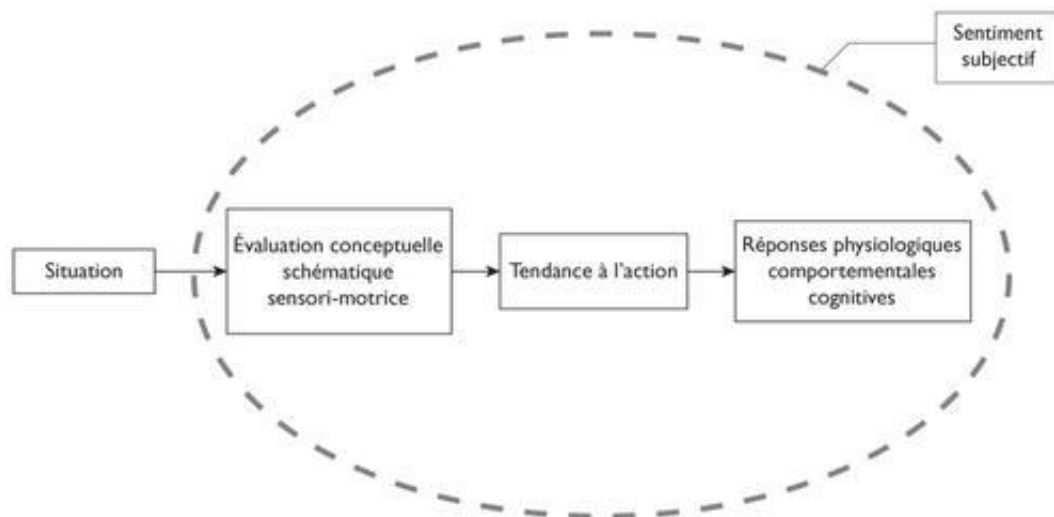 Sentiment
subjectif
Situation
Évaluation conceptuelle
schématique
sensori-motrice
Tendance à l'action
Réponses physiologiques
comportementales
cognitives